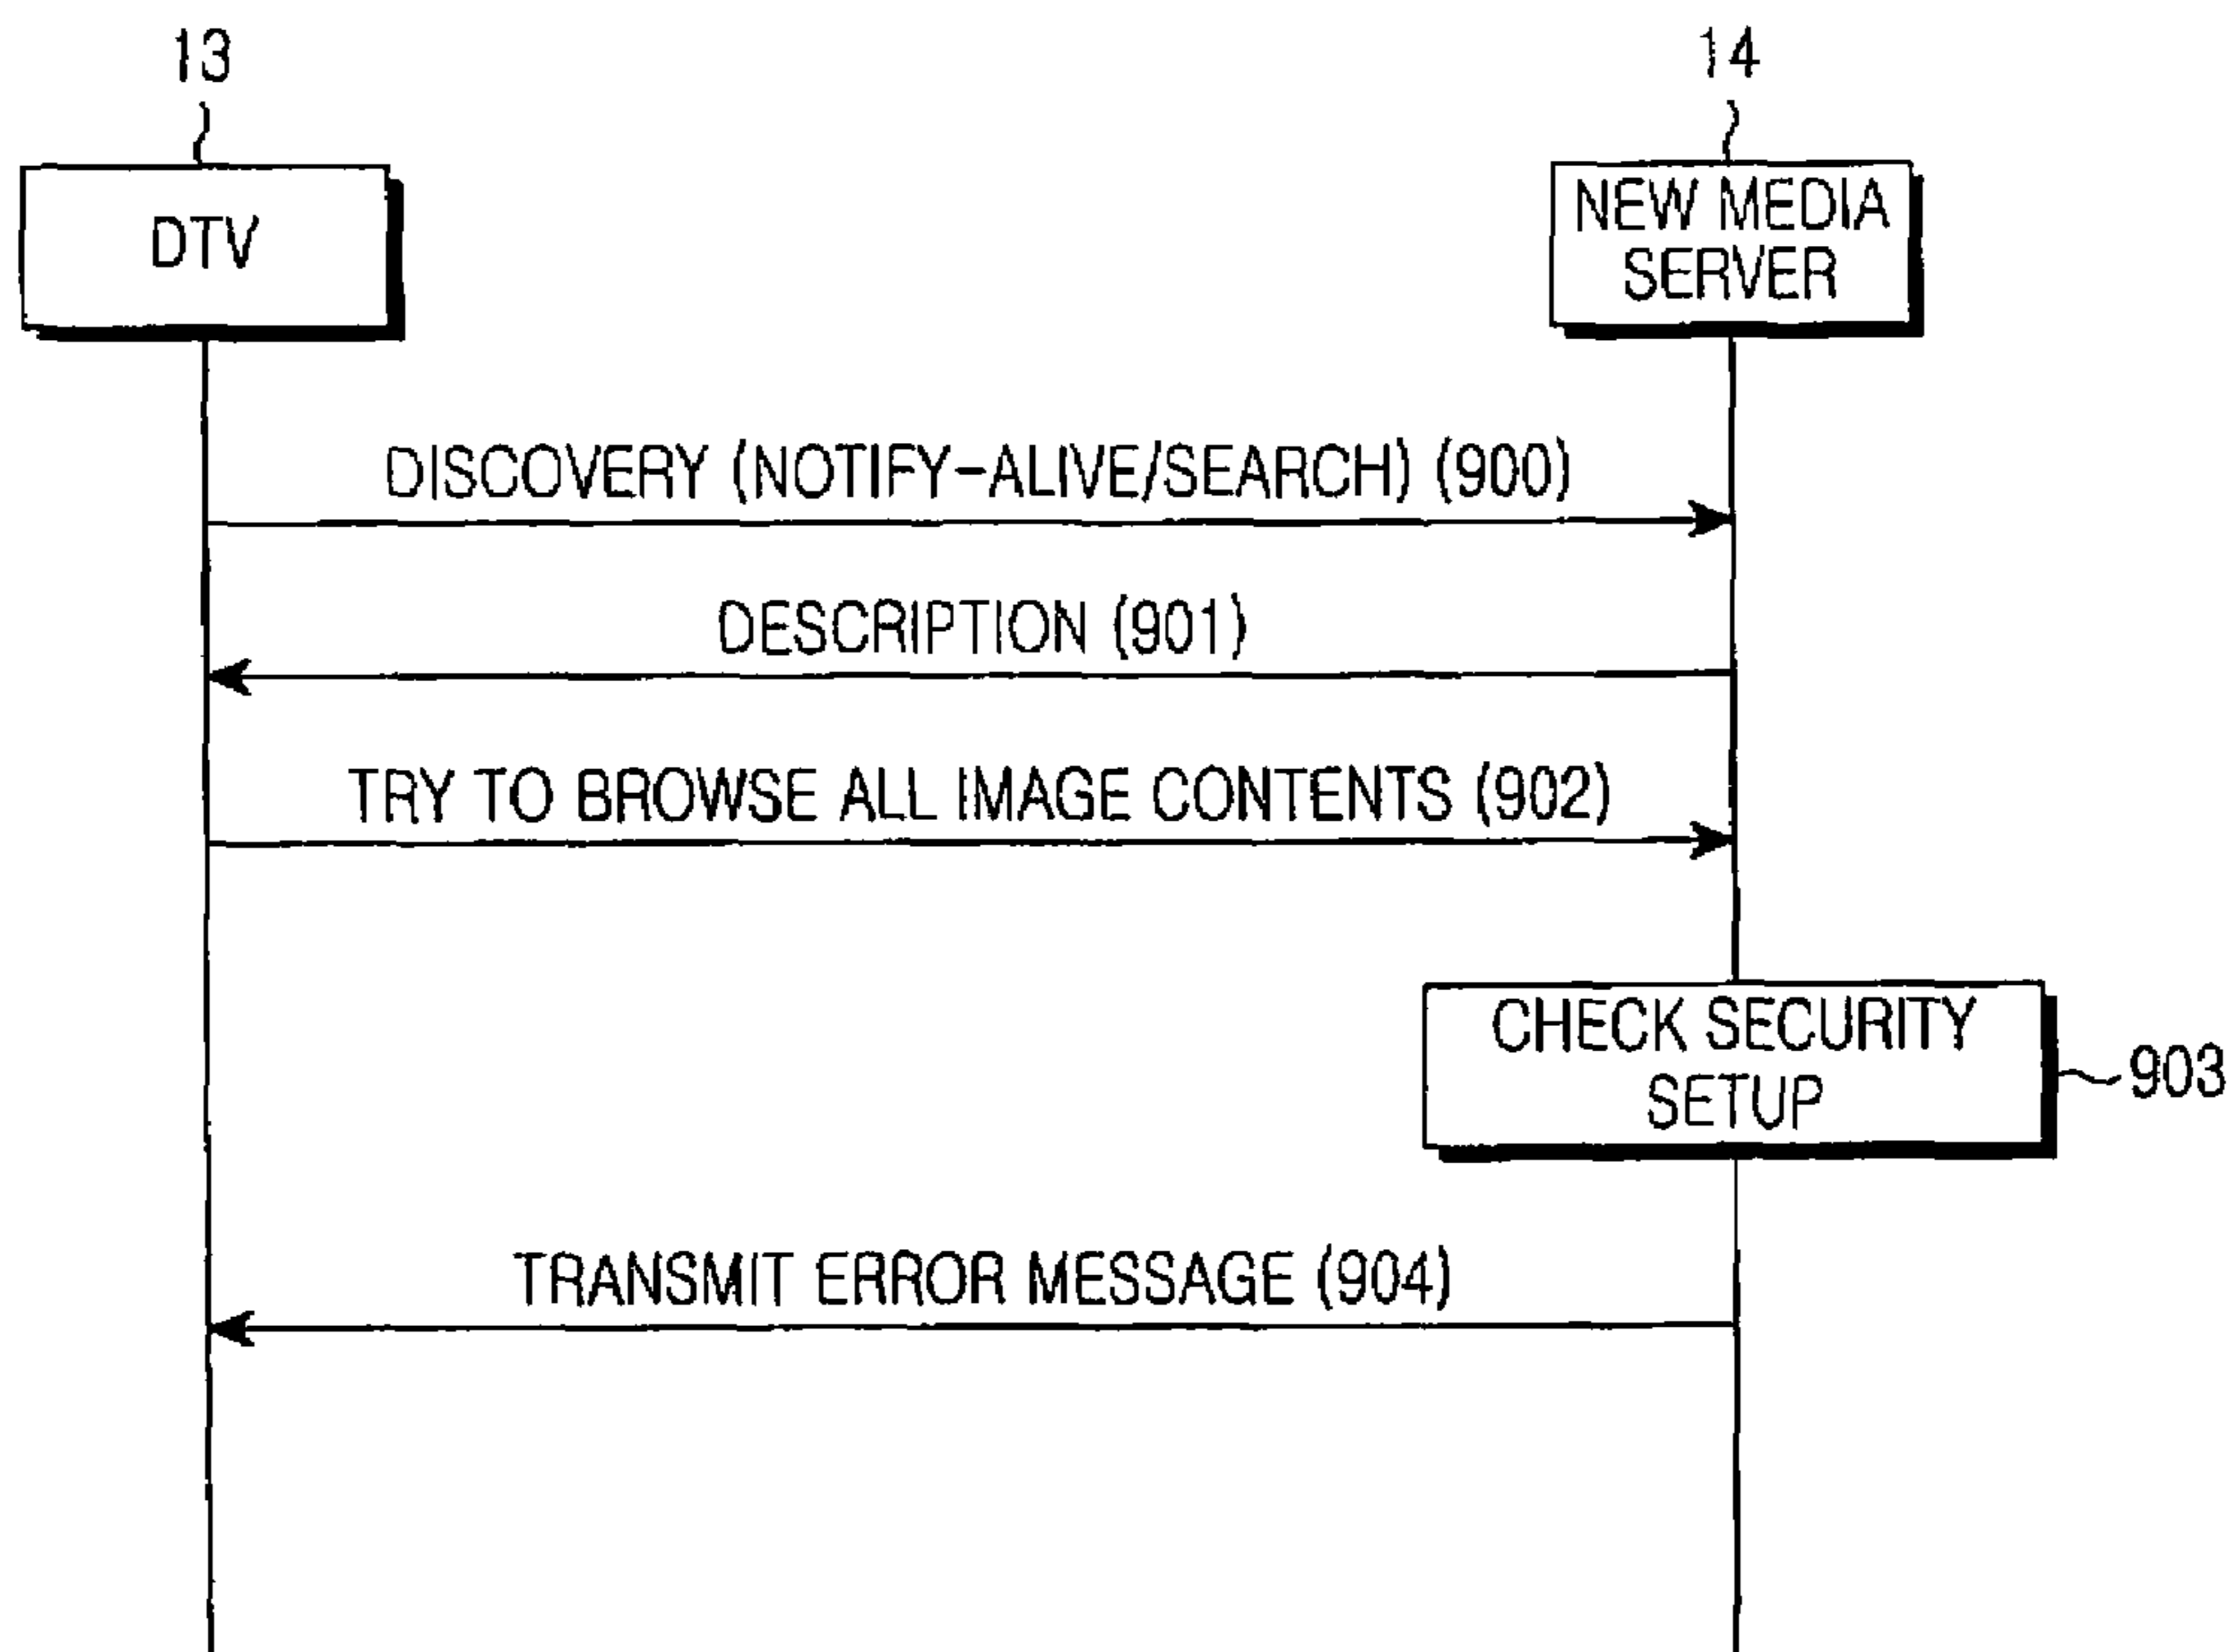 13
14
DTV
NEW MEDIA
SERVER
DISCOVERY (NOTIFY-ALIVE/SEARCH) (900)
DESCRIPTION (901)
TRY TO BROWSE ALL IMAGE CONTENTS (902)
CHECK SECURITY
SETUP
903
TRANSMIT ERROR MESSAGE (904)